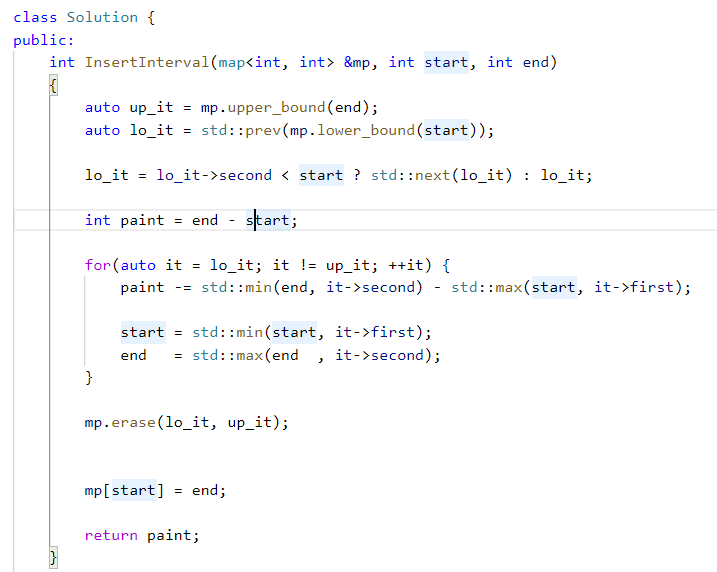 class Solution {
public:
    int InsertInterval(map<int, int> &mp, int start, int end)
    {
        auto up_it = mp.upper_bound(end);
        auto lo_it = std::prev(mp.lower_bound(start));
        lo_it = lo_it->second < start ? std::next(lo_it) : lo_it;
        int paint = end - start;
        for(auto it = lo_it; it != up_it; ++it) {
            paint -= std::min(end, it->second) - std::max(start, it->first);
            start = std::min(start, it->first);
            end   = std::max(end  , it->second);
        }
        mp.erase(lo_it, up_it);
        mp[start] = end;
        return paint;
    }